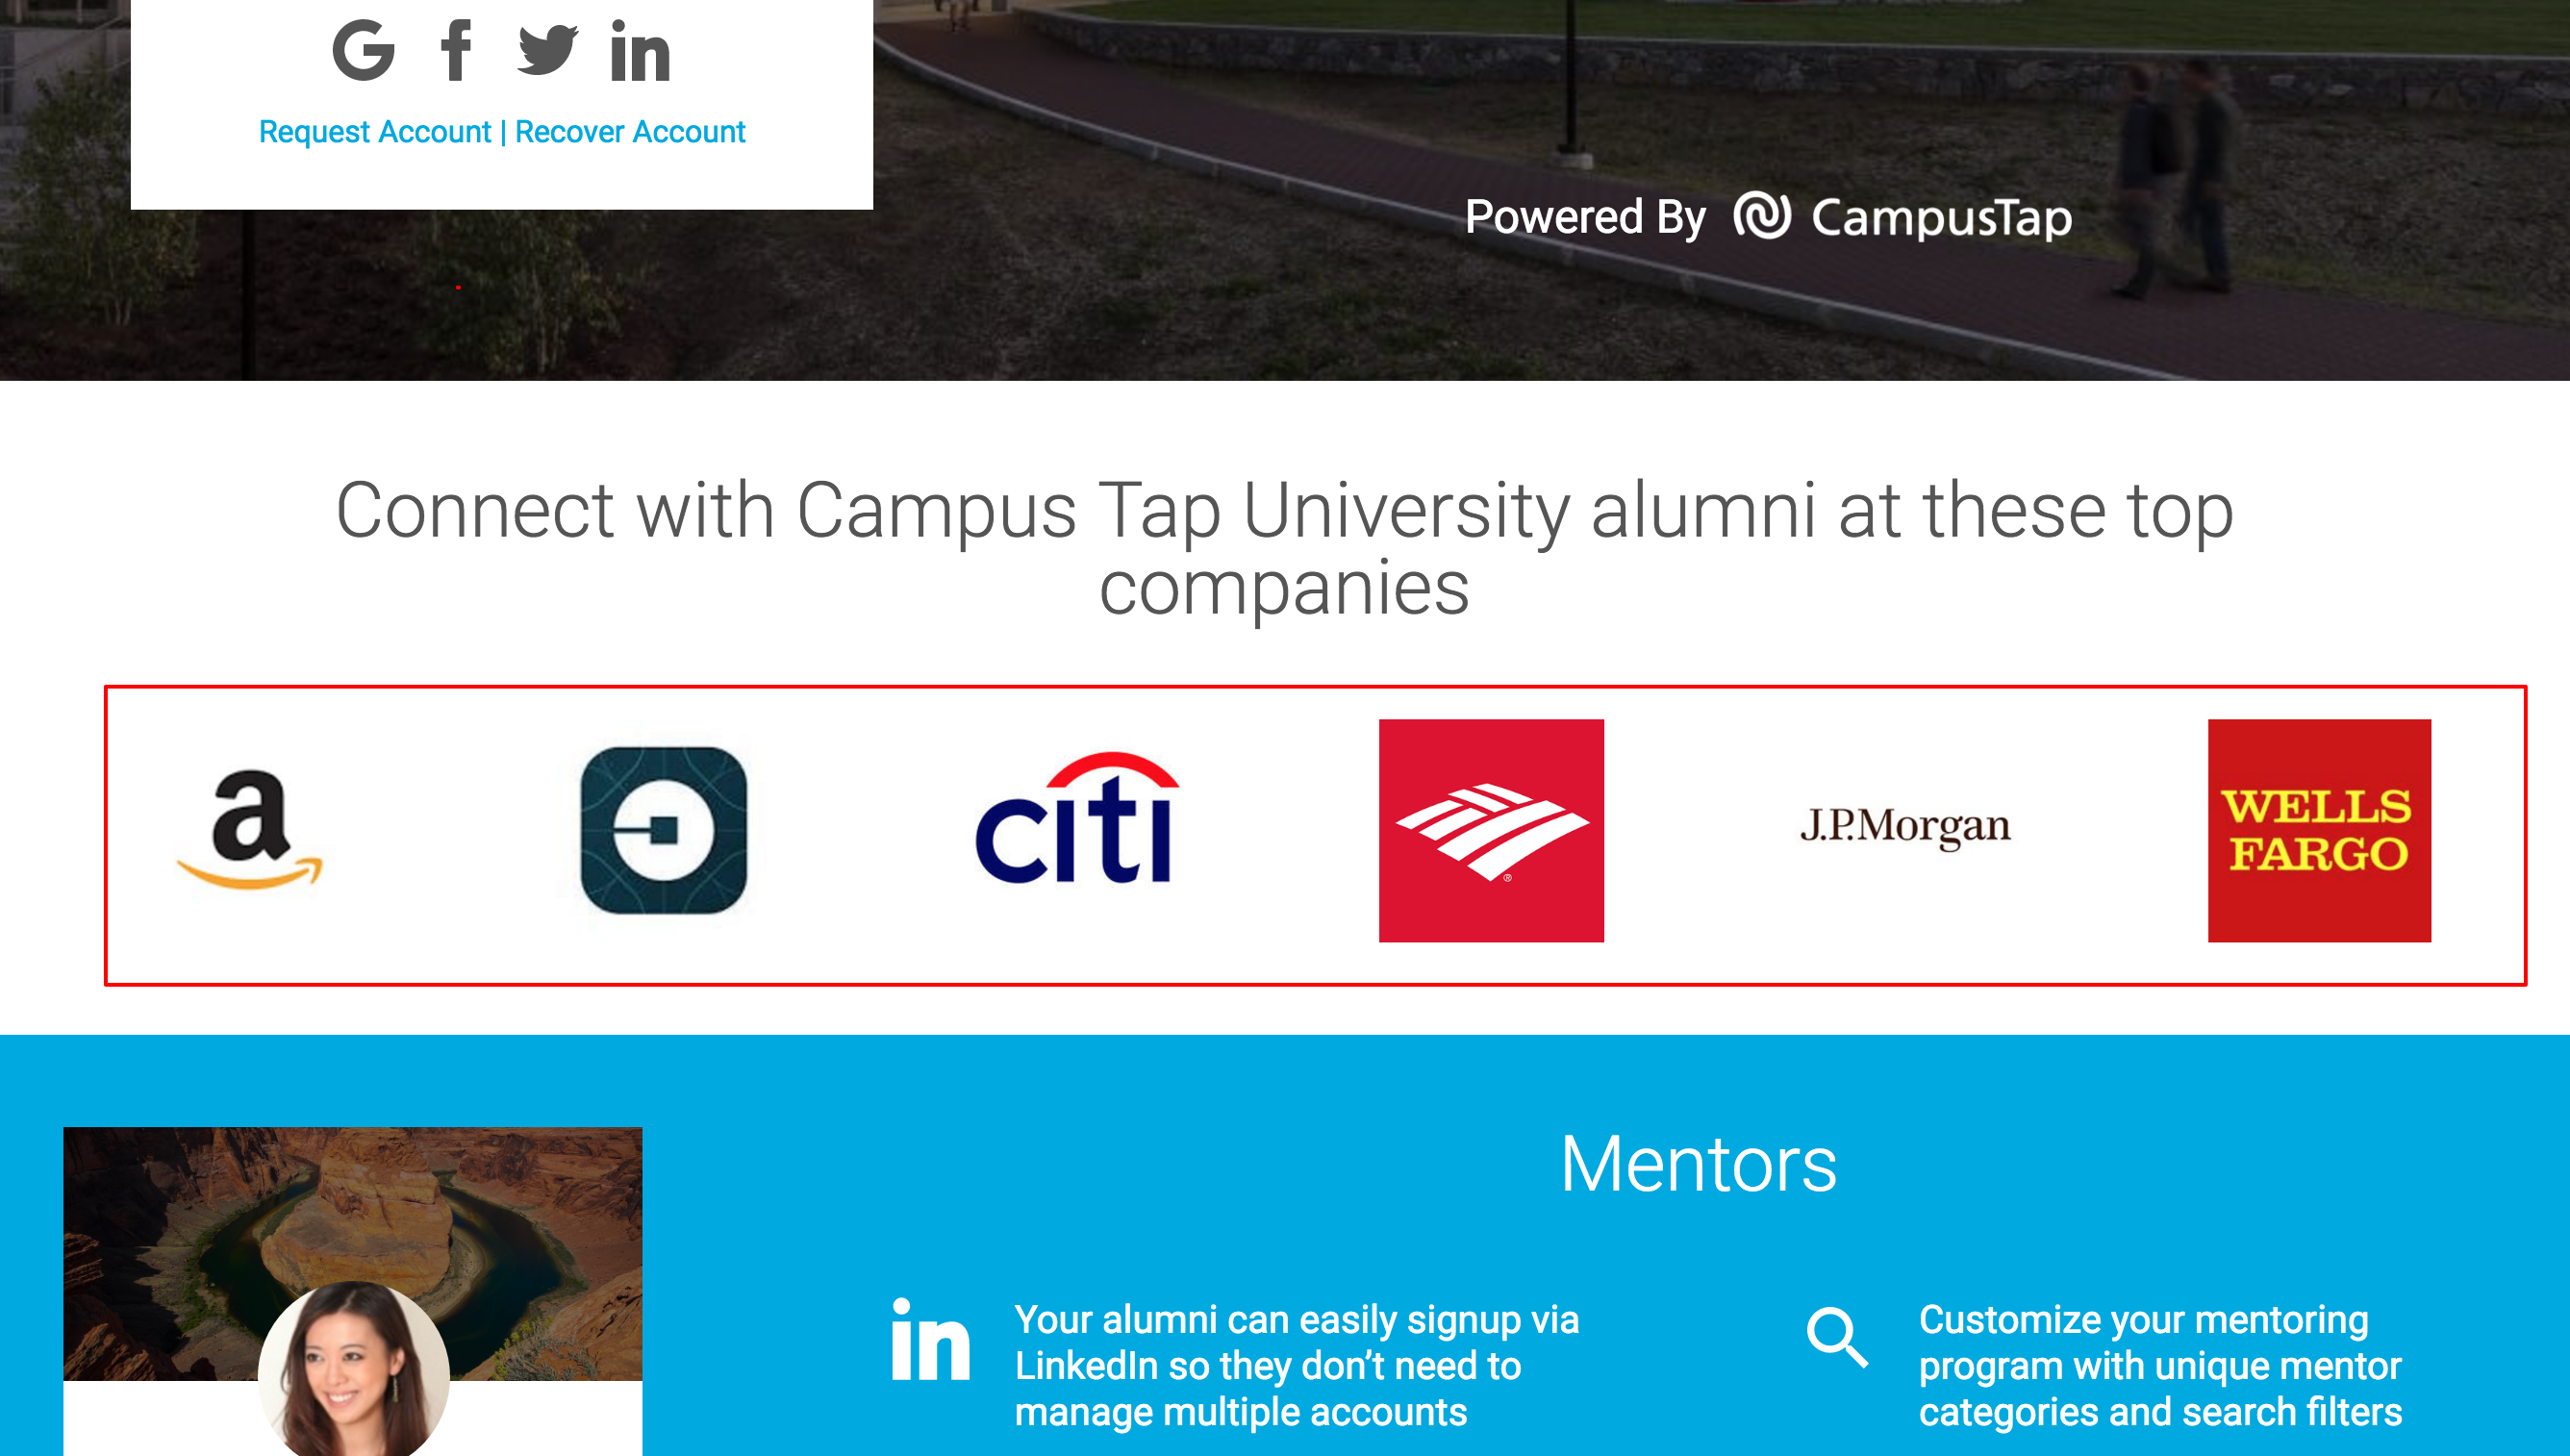 Request Account | Recover Account
Powered By CampusTap
Connect with Campus Tap University alumni at these top
companies
a
citi
®
J.P.Morgan
WELLS
FARGO
Mentors
in Your alumni can easily signup via
LinkedIn so they don’t need to
manage multiple accounts
Customize your mentoring
program with unique mentor
categories and search filters